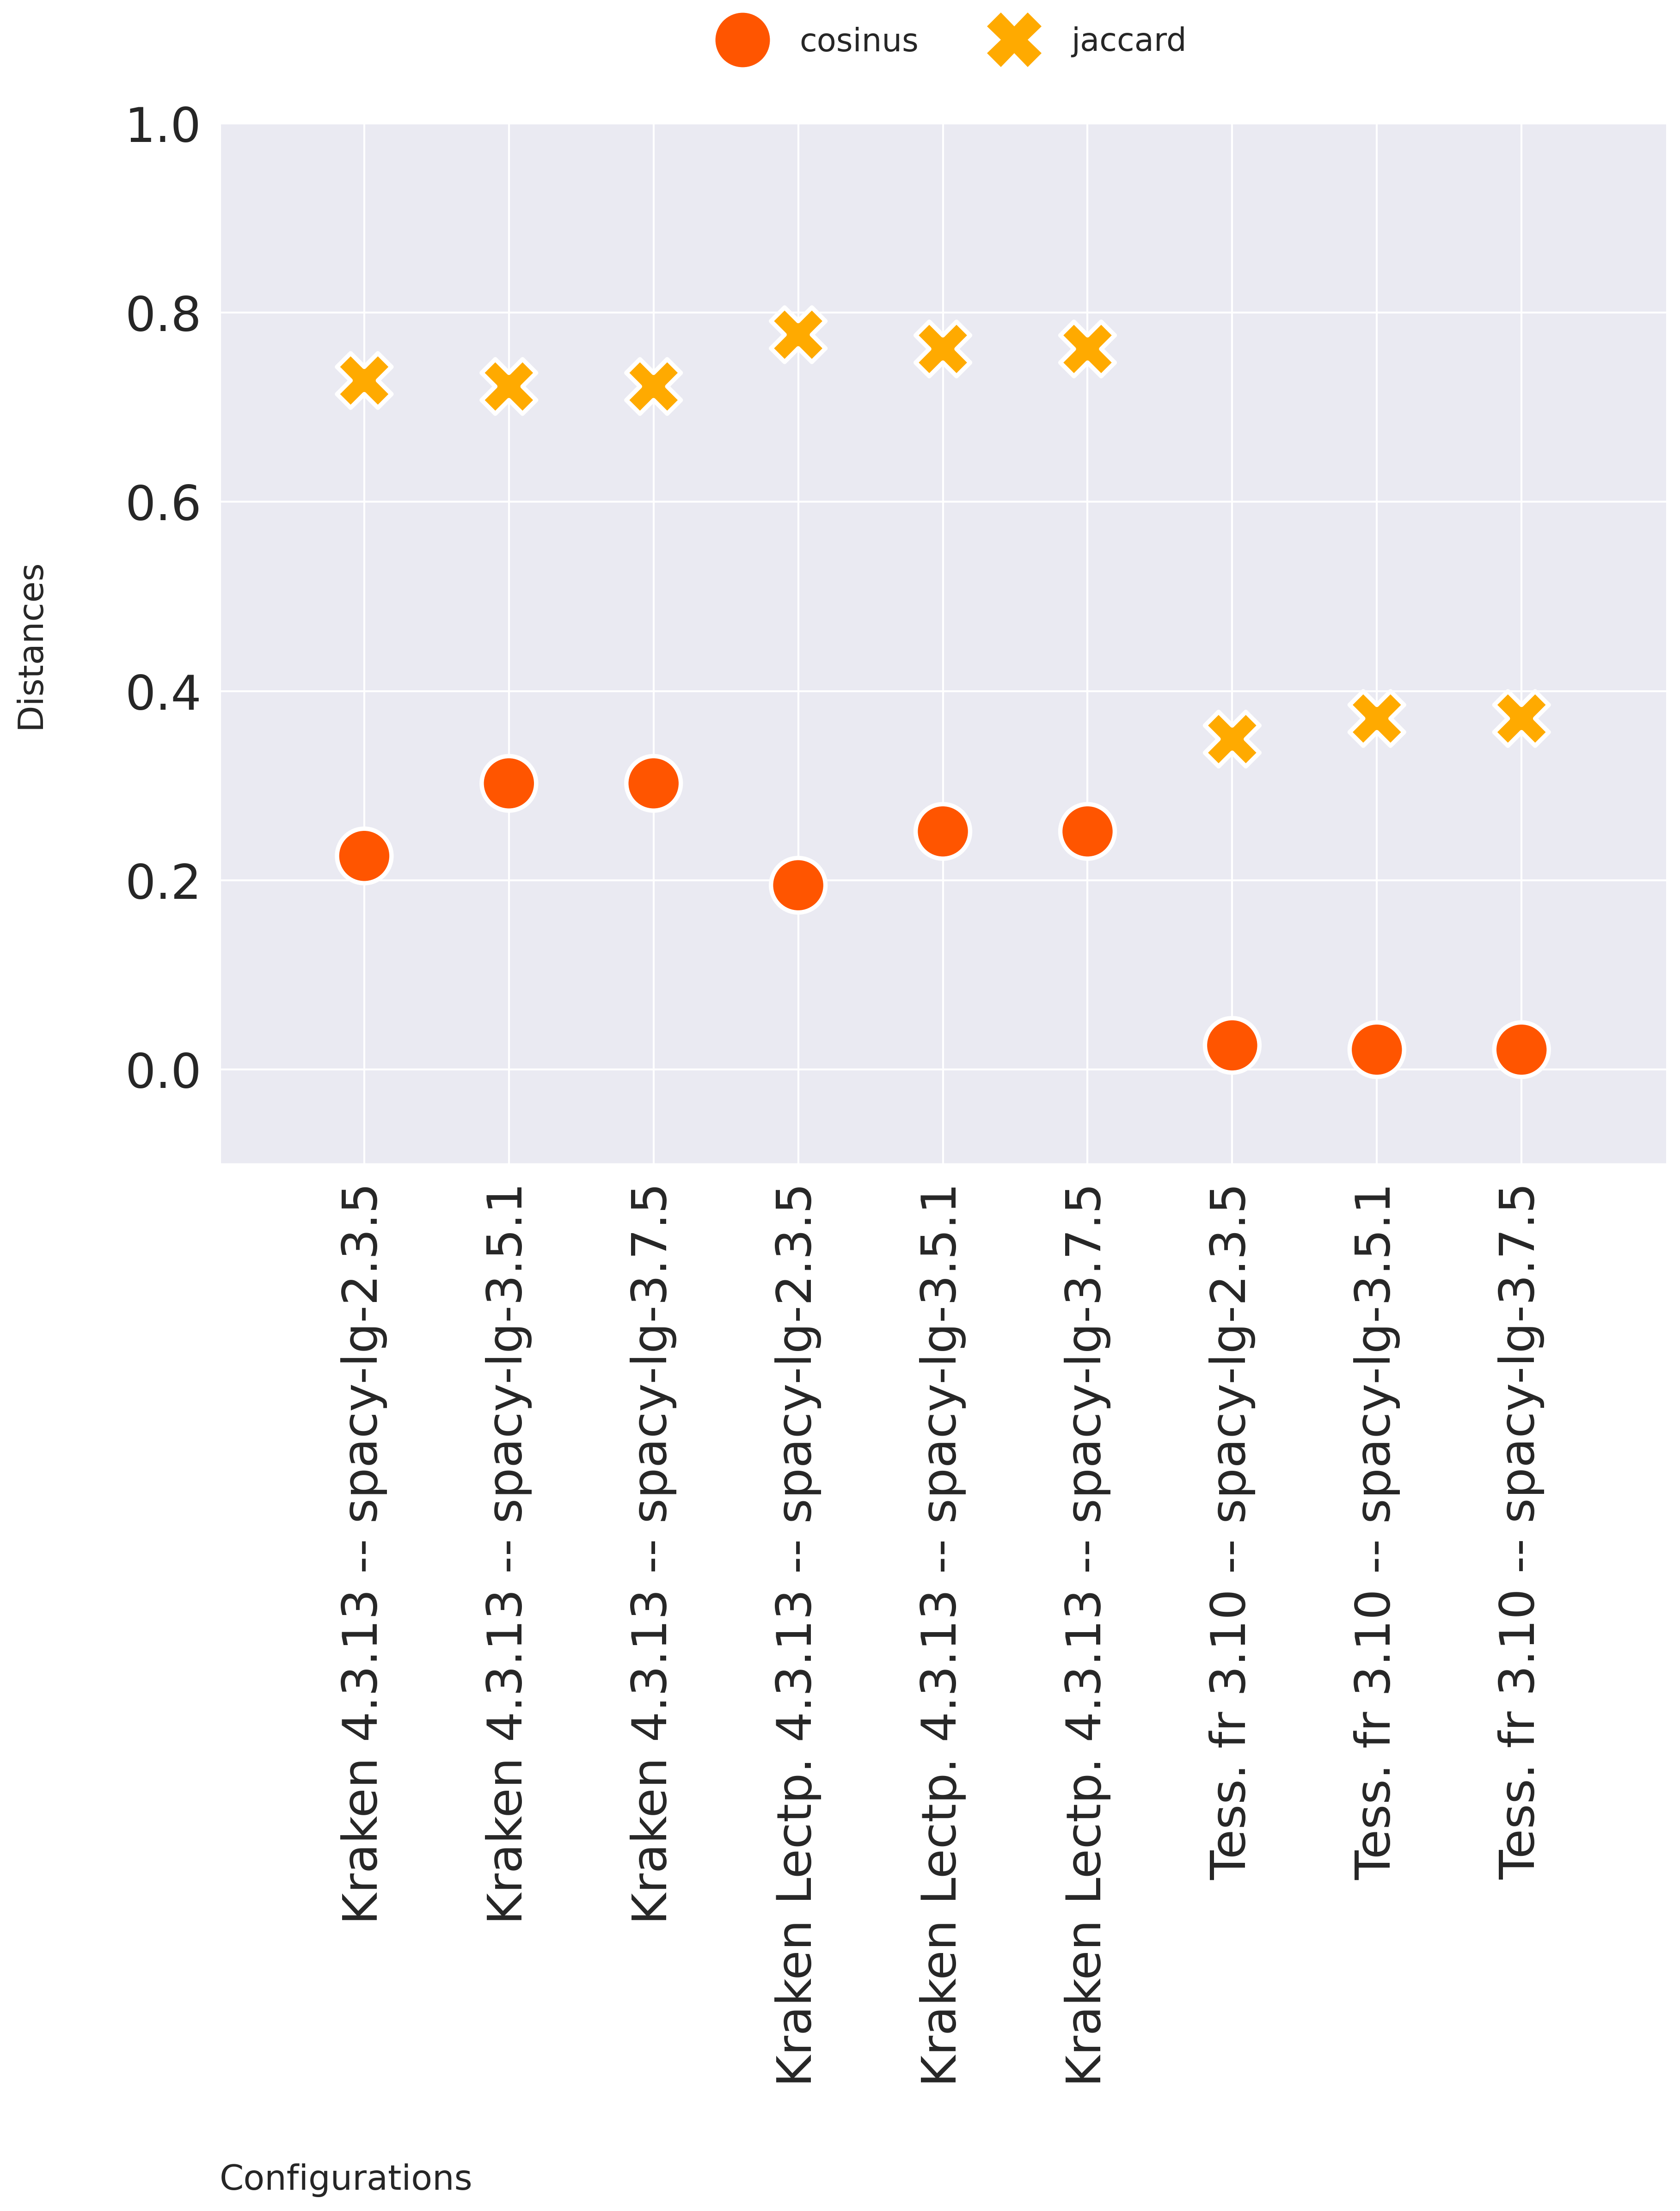 cosinus jaccard
1.0
0.8
0.6
0.4
0.2
0.0
Distances
Kraken 4.3.13 -- spacy-lg-2.3.5
Kraken 4.3.13 -- spacy-lg-3.5.1
Kraken 4.3.13 -- spacy-lg-3.7.5
Kraken Lectp. 4.3.13 -- spacy-lg-2.3.5
Kraken Lectp. 4.3.13 -- spacy-lg-3.5.1
Kraken Lectp. 4.3.13 -- spacy-lg-3.7.5
Tess. fr 3.10 -- spacy-lg-2.3.5
Tess. fr 3.10 -- spacy-lg-3.5.1
Tess. fr 3.10 -- spacy-lg-3.7.5
Configurations